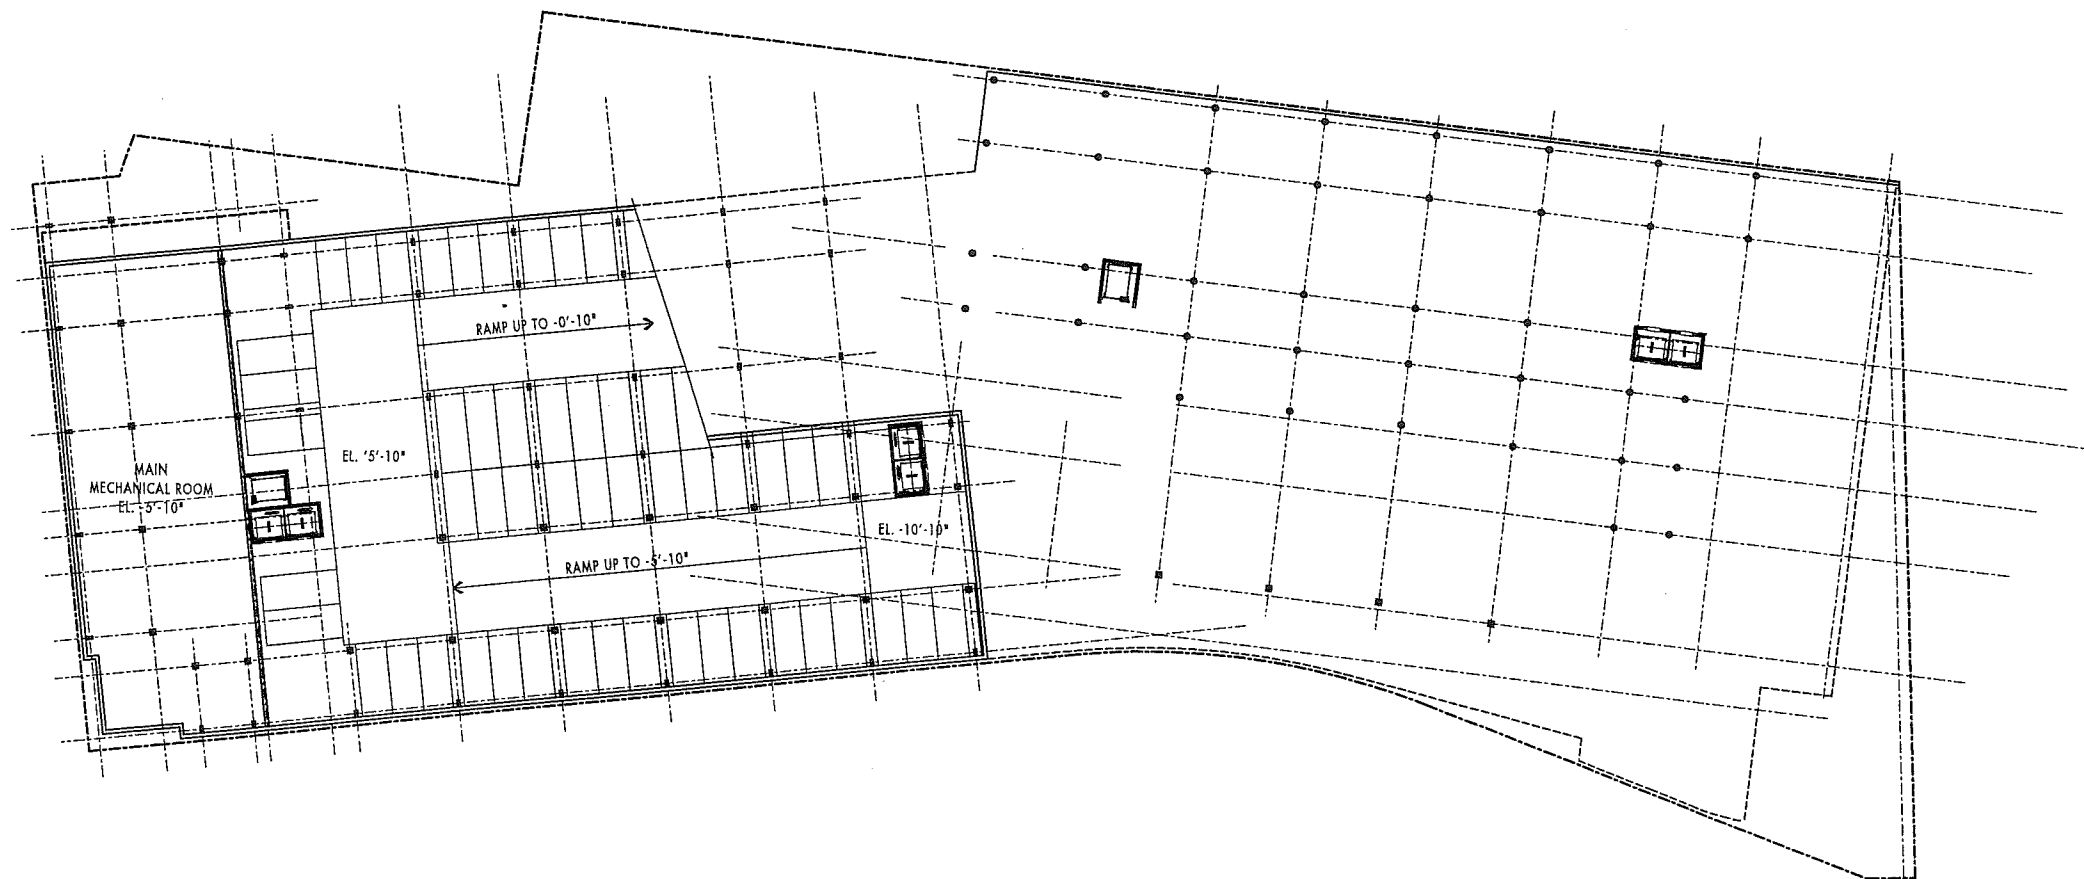 RAMP UP TO -0'-10"
MAIN
MECHANICAL ROOM
EL. -5'-10"
EL. '5'-10"
EL. -10'-10"
RAMP UP TO -5'-10"